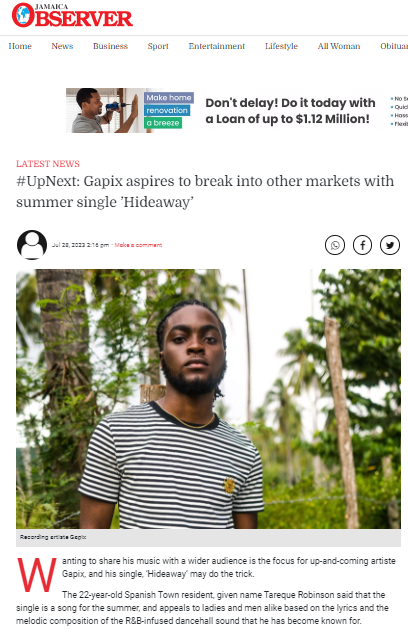 JAMAICA
OBSERVER
Home News Business Sport Entertainment Lifestyle All Woman Obituar
Make home
renovation
a breeze
Don't delay! Do it today with
a Loan of up to $1.12 Million!
• No S
• Quic
• Hass
• Flexi
LATEST NEWS
#UpNext: Gapix aspires to break into other markets with
summer single 'Hideaway'
Jul 28, 2023 2:16 pm · Make a comment
Recording artiste Gapix
Wanting to share his music with a wider audience is the focus for up-and-coming artiste
Gapix, and his single, 'Hideaway' may do the trick.
The 22-year-old Spanish Town resident, given name Tareque Robinson said that the
single is a song for the summer, and appeals to ladies and men alike based on the lyrics and the
melodic composition of the R&B-infused dancehall sound that he has become known for.